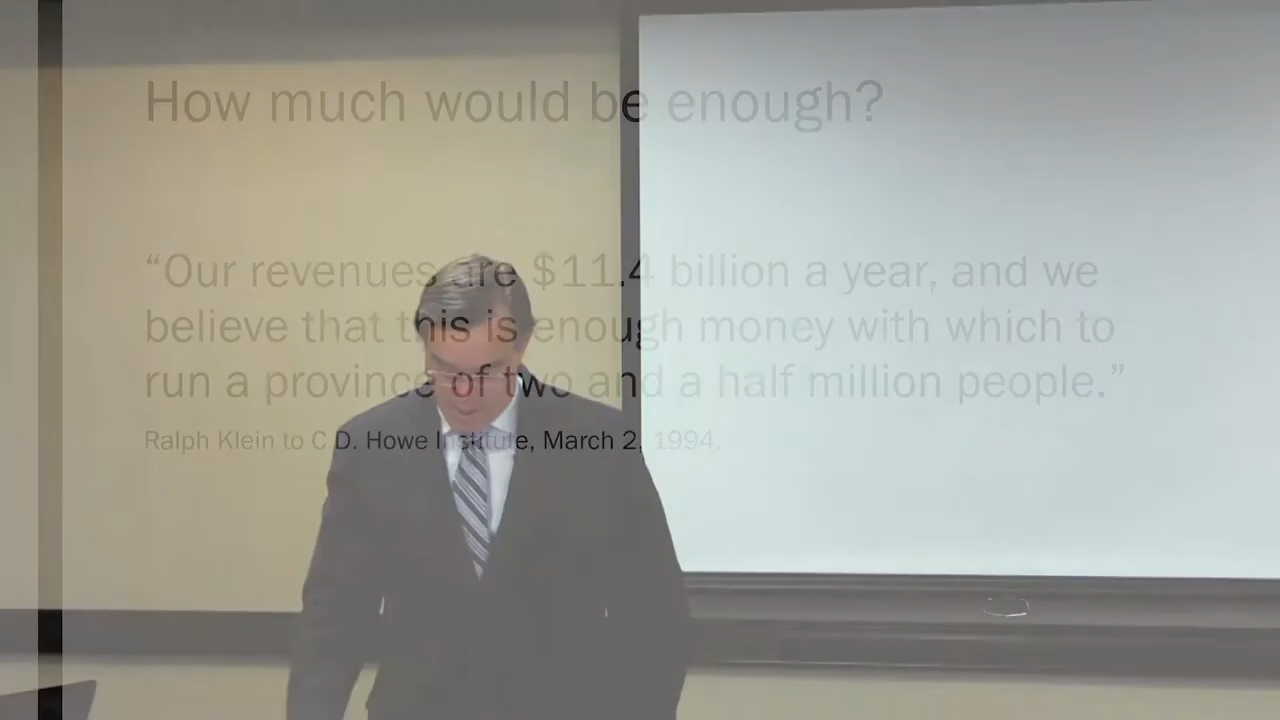 How much would be enough?
“Our revenues are $11.4 billion a year, and we
believe that this is enough money with which to
run a province of two and a half million people.”
Ralph Klein to C.D. Howe Institute, March 2, 1994.